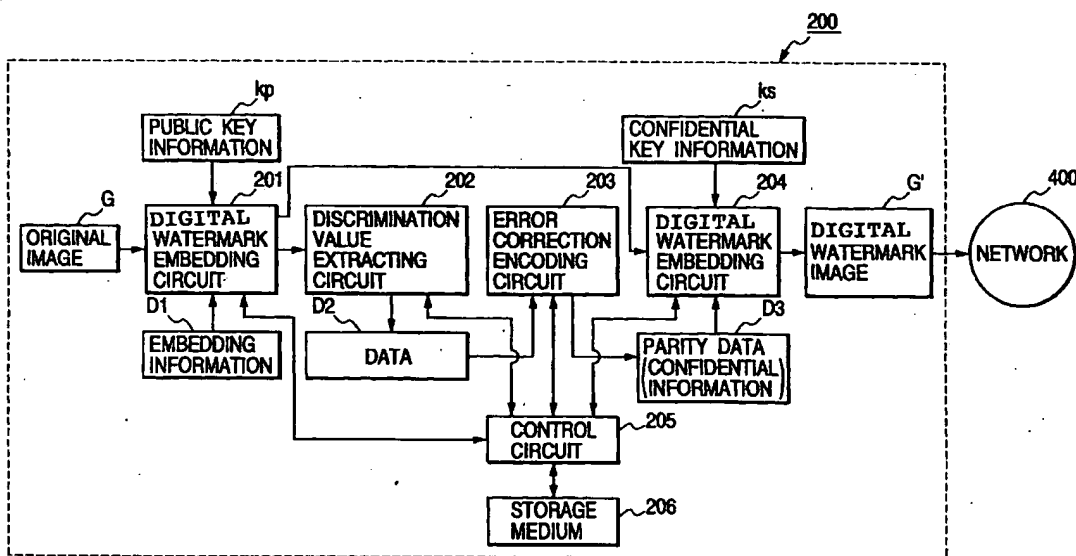 200
kp
PUBLIC KEY
INFORMATION
ks
CONFIDENTIAL
KEY INFORMATION
G
ORIGINAL
IMAGE
201
DIGITAL
WATERMARK
EMBEDDING
CIRCUIT
202
DISCRIMINATION
VALUE
EXTRACTING
CIRCUIT
203
ERROR
CORRECTION
ENCODING
CIRCUIT
204
DIGITAL
WATERMARK
EMBEDDING
CIRCUIT
G'
DIGITAL
WATERMARK
IMAGE
400
NETWORK
D1
EMBEDDING
INFORMATION
D2
DATA
D3
PARITY DATA
(CONFIDENTIAL
INFORMATION)
205
CONTROL
CIRCUIT
206
STORAGE
MEDIUM